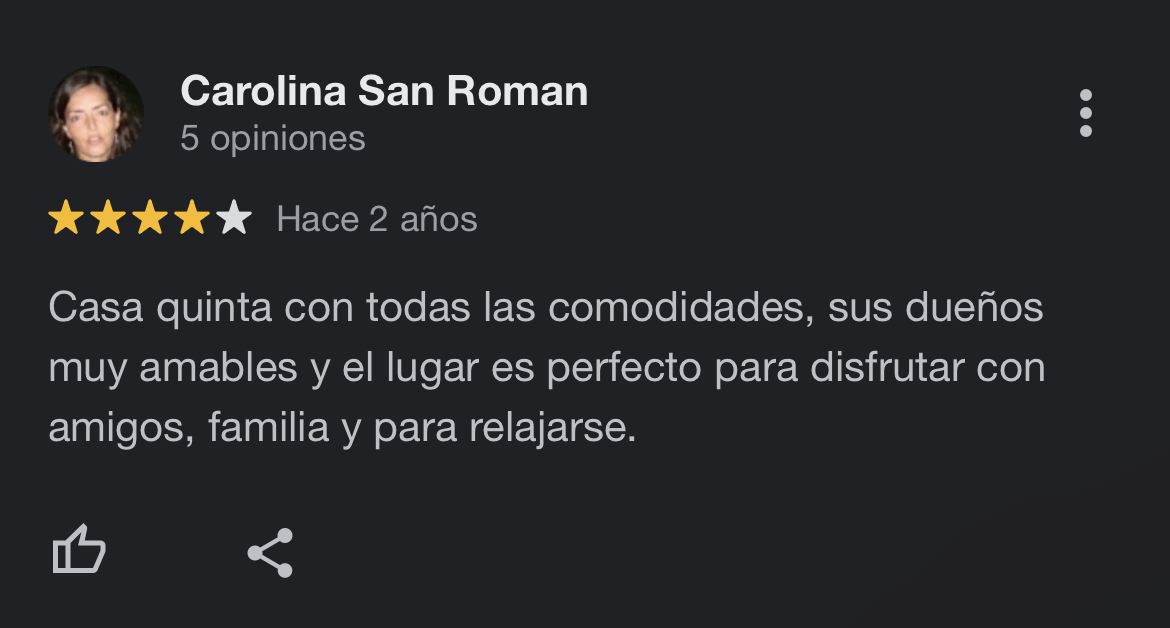 Carolina San Roman
5 opiniones
Hace 2 años
Casa quinta con todas las comodidades, sus dueños
muy amables y el lugar es perfecto para disfrutar con
amigos, familia y para relajarse.